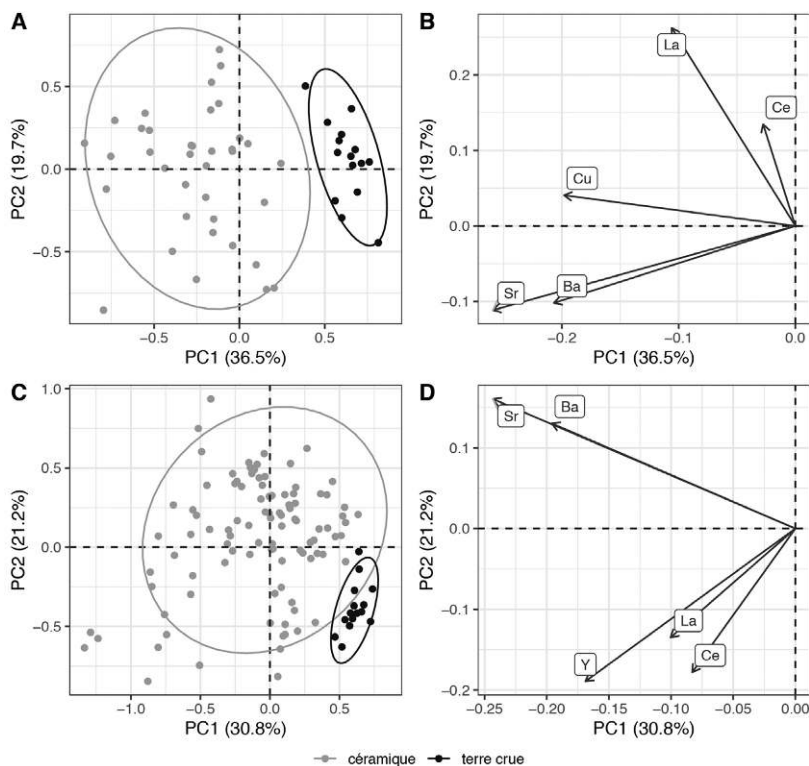 A
B
0.5
0.0
−0.5
PC2 (19.7%)
−0.5
0.0
0.5
PC1 (36.5%)
0.2
0.1
0.0
−0.1
PC2 (19.7%)
La
Ce
Cu
Sr
Ba
−0.2
−0.1
0.0
PC1 (36.5%)
C
D
1.0
0.5
0.0
−0.5
PC2 (21.2%)
−1.0
−0.5
0.0
0.5
PC1 (30.8%)
0.1
0.0
−0.1
−0.2
PC2 (21.2%)
Sr
Ba
La
Y
Ce
−0.25
−0.20
−0.15
−0.10
−0.05
0.00
PC1 (30.8%)
céramique
terre crue